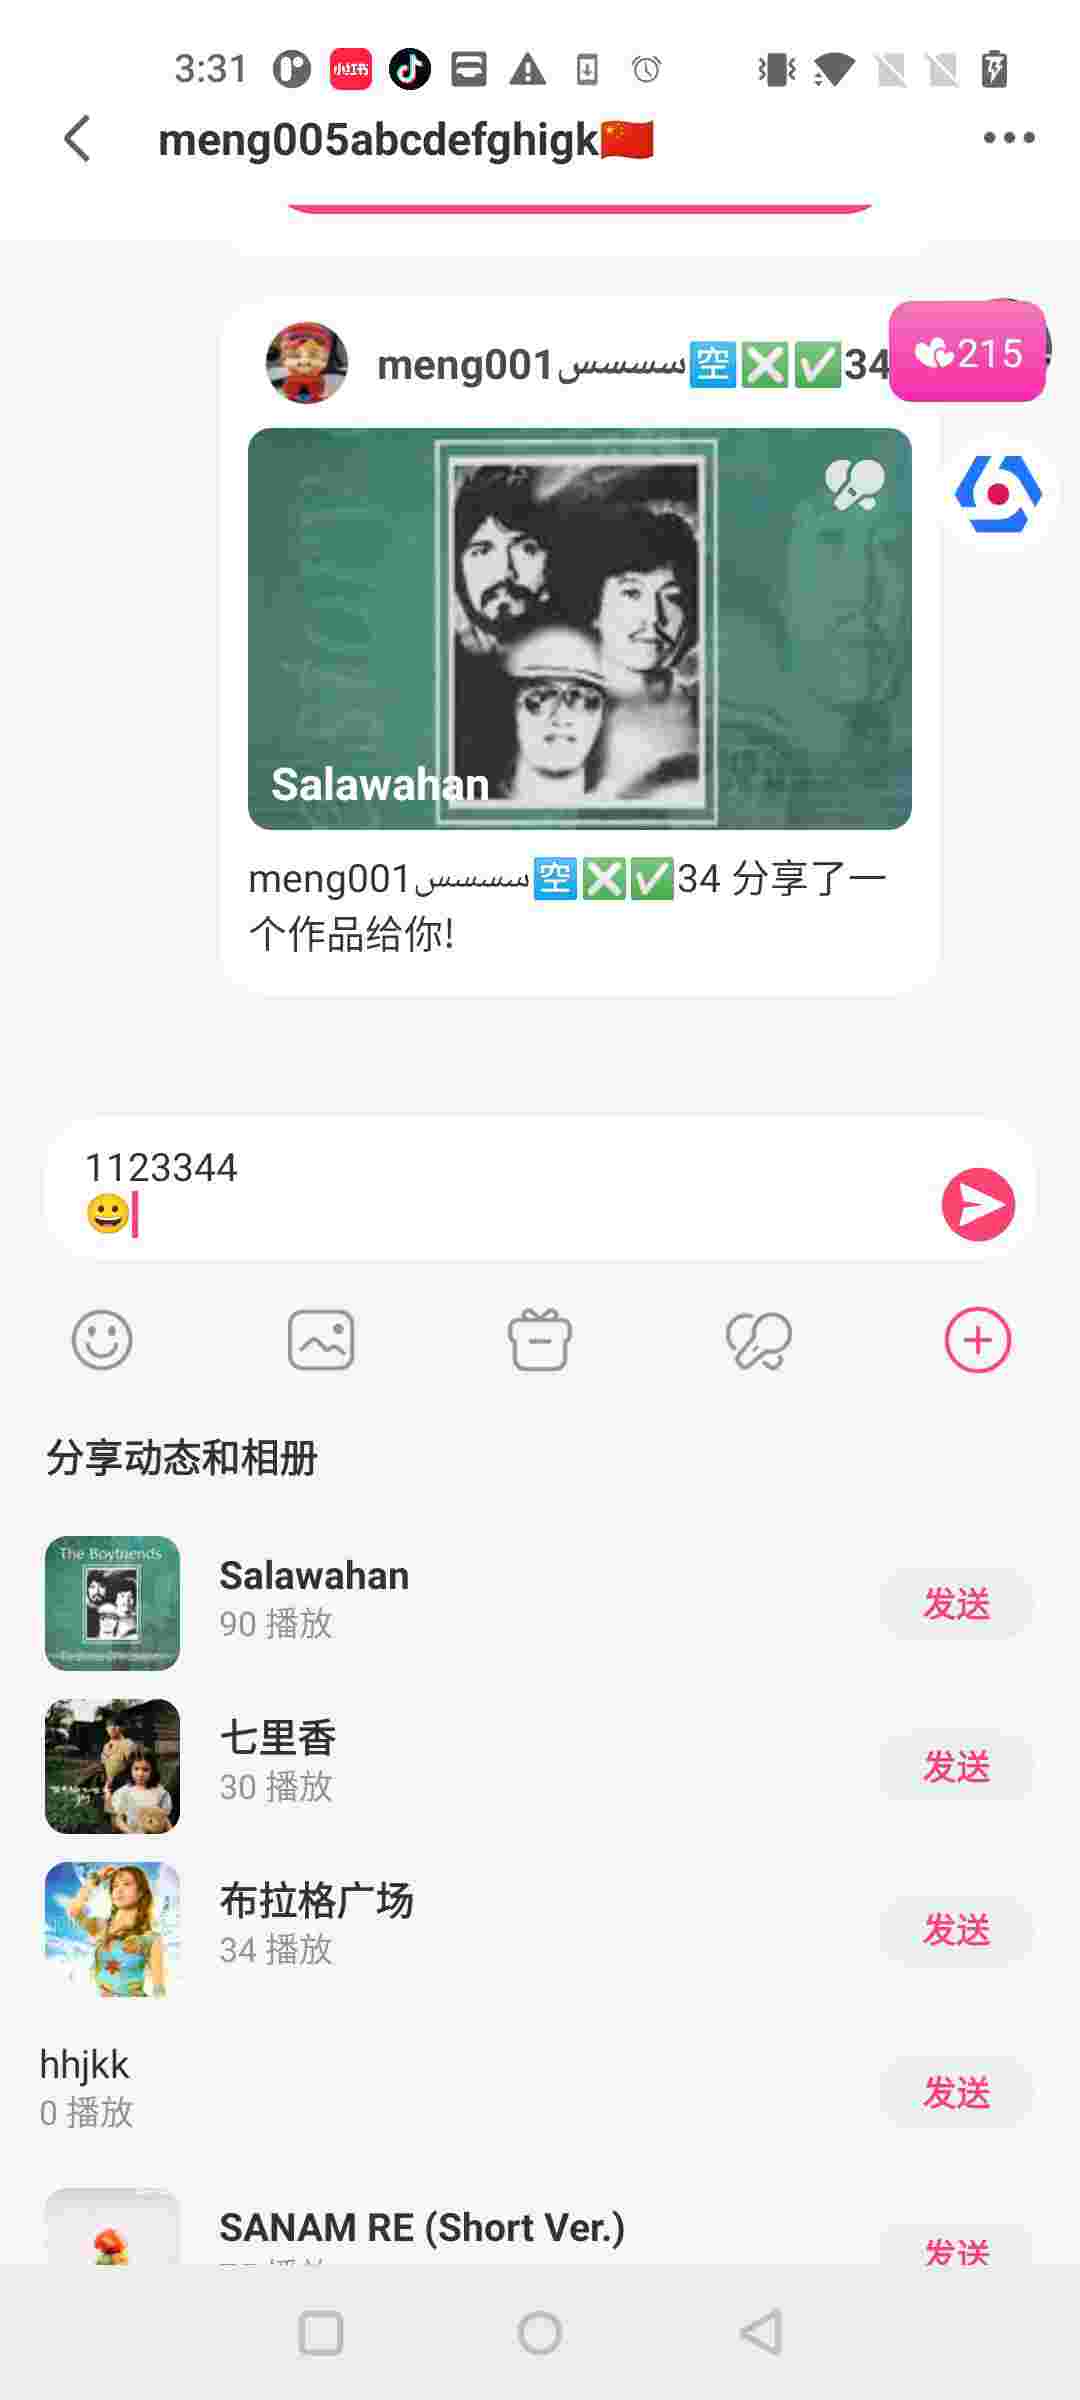 3:31
小红书
meng005abcdefghigk🇨🇳
meng001سسسس🈳❎✅34
215
Salawahan
meng001سسسس🈳❎✅34 分享了一
个作品给你!
1123344
😀
分享动态和相册
The Boyfriends
Salawahan
90 播放
发送
七里香
30 播放
发送
布拉格广场
34 播放
发送
hhjkk
0 播放
发送
SANAM RE (Short Ver.)
发送